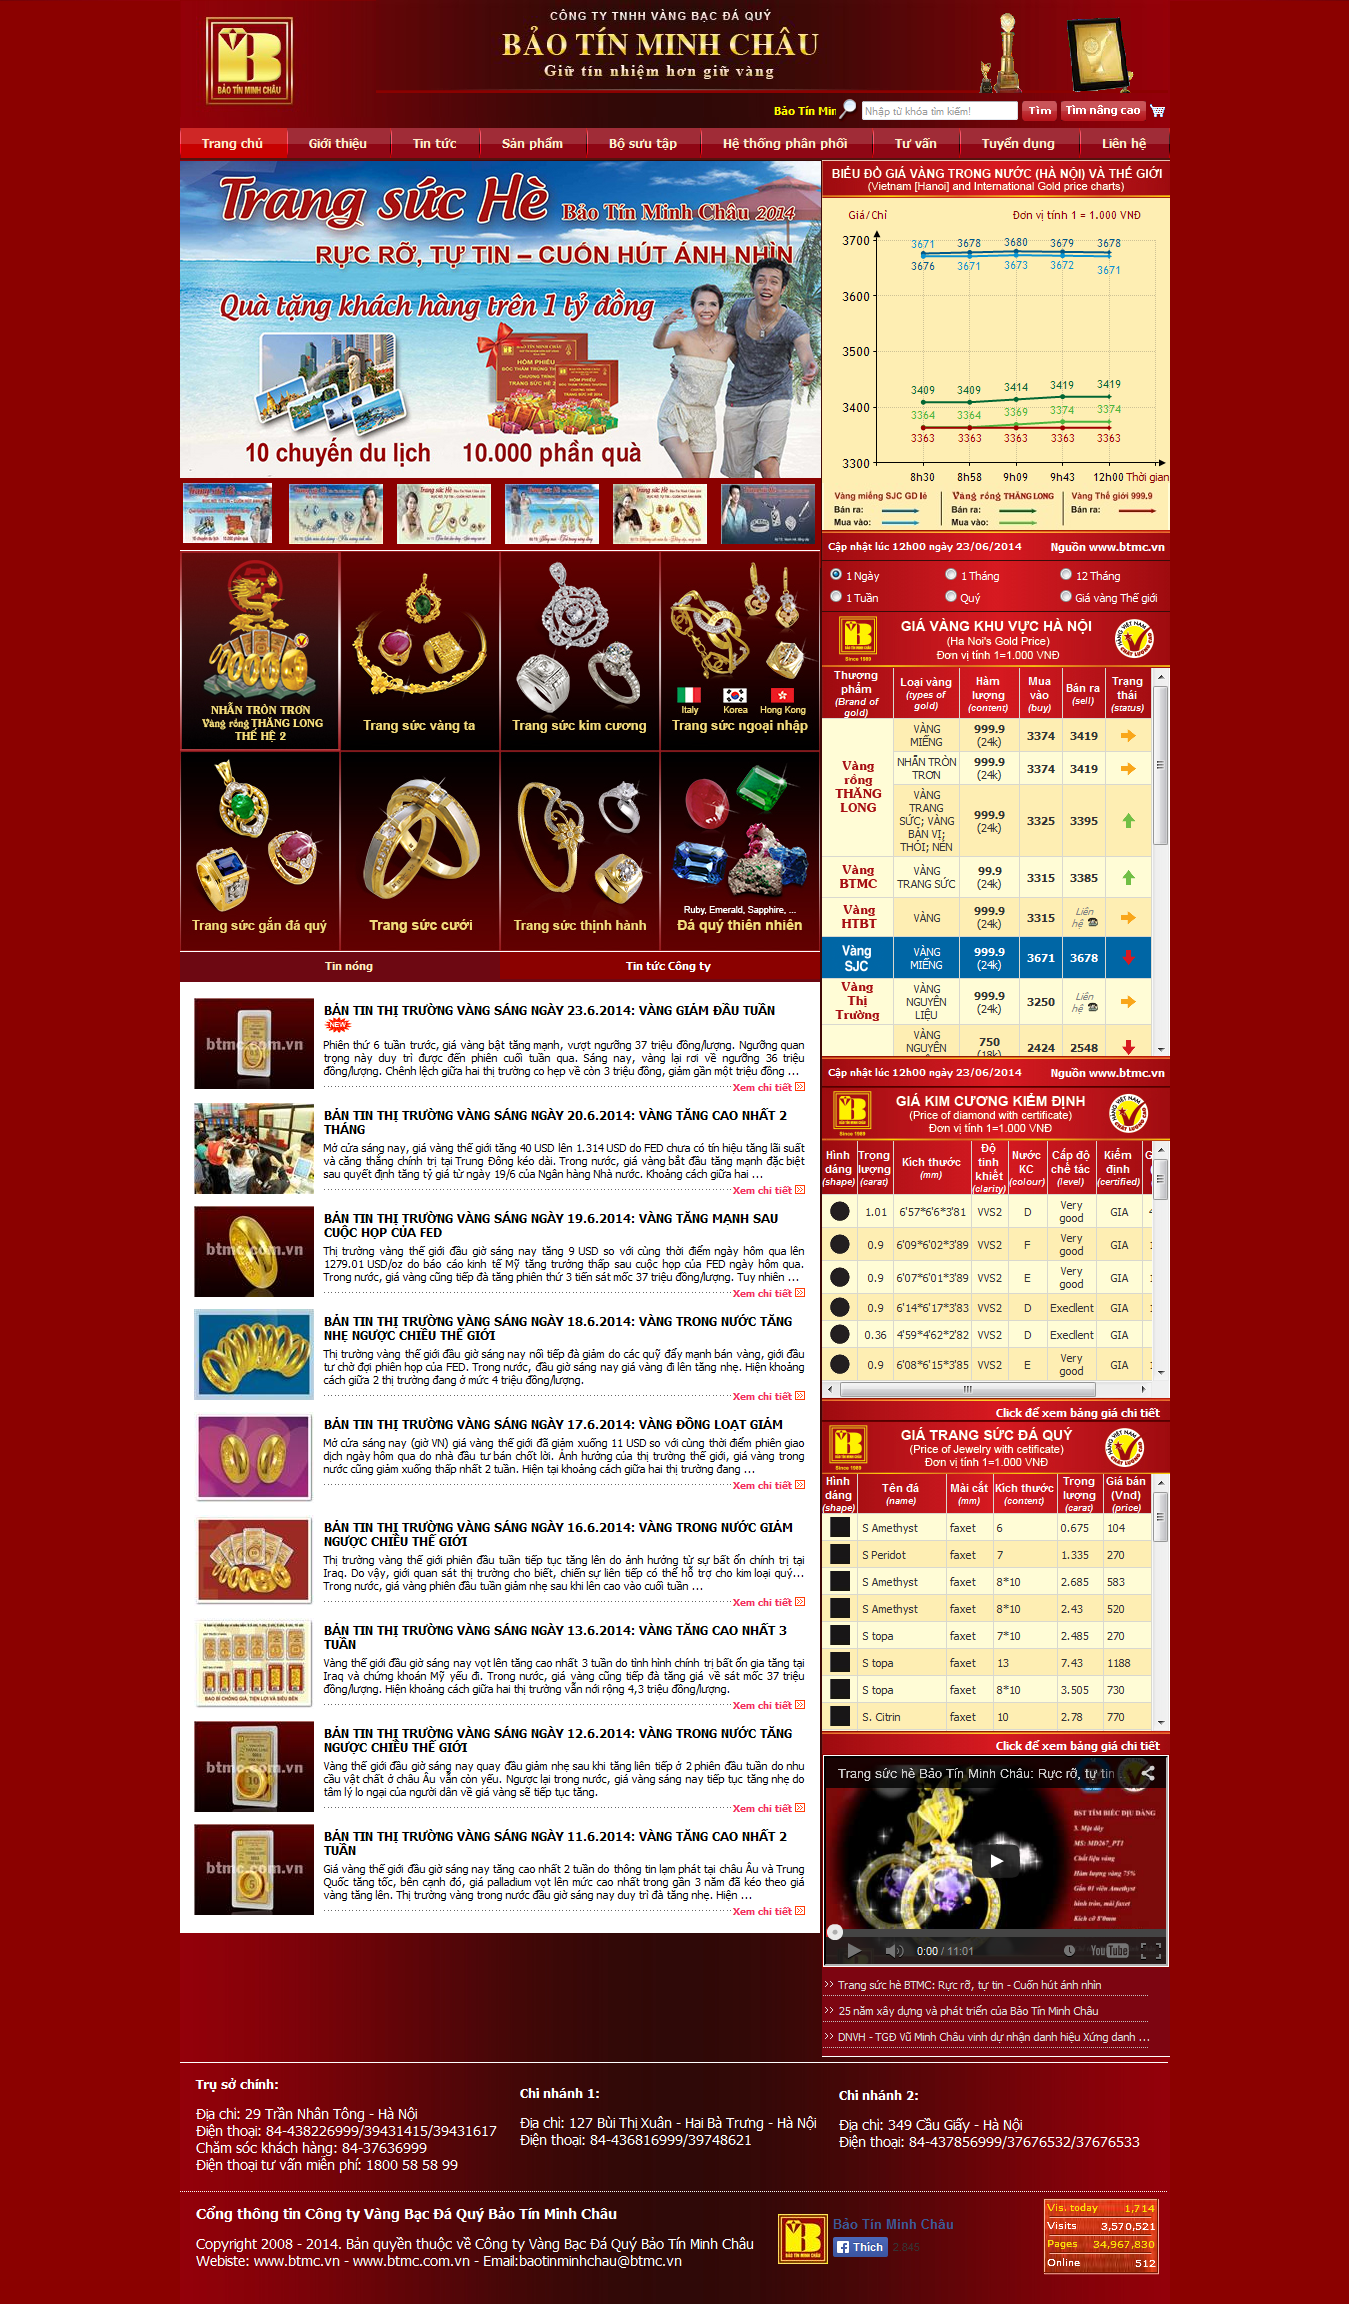 CÔNG TY TNHH VÀNG BẠC ĐÁ QUÝ
BẢO TÍN MINH CHÂU
Giữ tín nhiệm hơn giữ vàng
BẢO TÍN MINH CHÂU
Bảo Tín Min
Nhập từ khóa tìm kiếm!
Tìm
Tìm nâng cao
Trang chủ
Giới thiệu
Tin tức
Sản phẩm
Bộ sưu tập
Hệ thống phân phối
Tư vấn
Tuyển dụng
Liên hệ
Trang sức Hè Bảo Tín Minh Châu 2014
RỰC RỠ, TỰ TIN – CUỐN HÚT ÁNH NHÌN
Quà tặng khách hàng trên 1 tỷ đồng
10 chuyến du lịch
10.000 phần quà
NHẪN TRÒN TRƠN
Vàng rồng THĂNG LONG
THẾ HỆ 2
Trang sức vàng ta
Trang sức kim cương
Italy Korea Hong Kong
Trang sức ngoại nhập
Trang sức gắn đá quý
Trang sức cưới
Trang sức thịnh hành
Ruby, Emerald, Sapphire, ...
Đá quý thiên nhiên
Tin nóng
Tin tức Công ty
BẢN TIN THỊ TRƯỜNG VÀNG SÁNG NGÀY 23.6.2014: VÀNG GIẢM ĐẦU TUẦN
NEW
Phiên thứ 6 tuần trước, giá vàng bật tăng mạnh, vượt ngưỡng 37 triệu đồng/lượng. Ngưỡng quan
trọng này duy trì được đến phiên cuối tuần qua. Sáng nay, vàng lại rơi về ngưỡng 36 triệu
đồng/lượng. Chênh lệch giữa hai thị trường co hẹp về còn 3 triệu đồng, giảm gần một triệu đồng ...
Xem chi tiết
BẢN TIN THỊ TRƯỜNG VÀNG SÁNG NGÀY 20.6.2014: VÀNG TĂNG CAO NHẤT 2
THÁNG
Mở cửa sáng nay, giá vàng thế giới tăng 40 USD lên 1.314 USD do FED chưa có tín hiệu tăng lãi suất
và căng thẳng chính trị tại Trung Đông kéo dài. Trong nước, giá vàng bắt đầu tăng mạnh đặc biệt
sau quyết định tăng tỷ giá từ ngày 19/6 của Ngân hàng Nhà nước. Khoảng cách giữa hai ...
Xem chi tiết
BẢN TIN THỊ TRƯỜNG VÀNG SÁNG NGÀY 19.6.2014: VÀNG TĂNG MẠNH SAU
CUỘC HỌP CỦA FED
Thị trường vàng thế giới đầu giờ sáng nay tăng 9 USD so với cùng thời điểm ngày hôm qua lên
1279.01 USD/oz do báo cáo kinh tế Mỹ tăng trưởng thấp sau cuộc họp của FED ngày hôm qua.
Trong nước, giá vàng cũng tiếp đà tăng phiên thứ 3 tiến sát mốc 37 triệu đồng/lượng. Tuy nhiên ...
Xem chi tiết
BẢN TIN THỊ TRƯỜNG VÀNG SÁNG NGÀY 18.6.2014: VÀNG TRONG NƯỚC TĂNG
NHẸ NGƯỢC CHIỀU THẾ GIỚI
Thị trường vàng thế giới đầu giờ sáng nay nối tiếp đà giảm do các quỹ đẩy mạnh bán vàng, giới đầu
tư chờ đợi phiên họp của FED. Trong nước, đầu giờ sáng nay giá vàng đi lên tăng nhẹ. Hiện khoảng
cách giữa 2 thị trường đang ở mức 4 triệu đồng/lượng.
Xem chi tiết
BẢN TIN THỊ TRƯỜNG VÀNG SÁNG NGÀY 17.6.2014: VÀNG ĐỒNG LOẠT GIẢM
Mở cửa sáng nay (giờ VN) giá vàng thế giới đã giảm xuống 11 USD so với cùng thời điểm phiên giao
dịch ngày hôm qua do nhà đầu tư bán chốt lời. Ảnh hưởng của thị trường thế giới, giá vàng trong
nước cũng giảm xuống thấp nhất 2 tuần. Hiện tại khoảng cách giữa hai thị trường đang ...
Xem chi tiết
BẢN TIN THỊ TRƯỜNG VÀNG SÁNG NGÀY 16.6.2014: VÀNG TRONG NƯỚC GIẢM
NGƯỢC CHIỀU THẾ GIỚI
Thị trường vàng thế giới phiên đầu tuần tiếp tục tăng lên do ảnh hưởng từ sự bất ổn chính trị tại
Iraq. Do vậy, giới quan sát thị trường cho biết, chiến sự liên tiếp có thể hỗ trợ cho kim loại quý...
Trong nước, giá vàng phiên đầu tuần giảm nhẹ sau khi lên cao vào cuối tuần ...
Xem chi tiết
BẢN TIN THỊ TRƯỜNG VÀNG SÁNG NGÀY 13.6.2014: VÀNG TĂNG CAO NHẤT 3
TUẦN
Vàng thế giới đầu giờ sáng nay vọt lên tăng cao nhất 3 tuần do tình hình chính trị bất ổn gia tăng tại
Iraq và chứng khoán Mỹ yếu đi. Trong nước, giá vàng cũng tiếp đà tăng giá về sát mốc 37 triệu
đồng/lượng. Hiện khoảng cách giữa hai thị trường vẫn nới rộng 4,3 triệu đồng/lượng.
Xem chi tiết
BẢN TIN THỊ TRƯỜNG VÀNG SÁNG NGÀY 12.6.2014: VÀNG TRONG NƯỚC TĂNG
NGƯỢC CHIỀU THẾ GIỚI
Vàng thế giới đầu giờ sáng nay quay đầu giảm nhẹ sau khi tăng liên tiếp ở 2 phiên đầu tuần do nhu
cầu vật chất ở châu Âu vẫn còn yếu. Ngược lại trong nước, giá vàng sáng nay tiếp tục tăng nhẹ do
tâm lý lo ngại của người dân về giá vàng sẽ tiếp tục tăng.
Xem chi tiết
BẢN TIN THỊ TRƯỜNG VÀNG SÁNG NGÀY 11.6.2014: VÀNG TĂNG CAO NHẤT 2
TUẦN
Giá vàng thế giới đầu giờ sáng nay tăng cao nhất 2 tuần do thông tin lạm phát tại châu Âu và Trung
Quốc tăng tốc, bên cạnh đó, giá palladium vọt lên mức cao nhất trong gần 3 năm đã kéo theo giá
vàng tăng lên. Thị trường vàng trong nước đầu giờ sáng nay duy trì đà tăng nhẹ. Hiện ...
Xem chi tiết
BIỂU ĐỒ GIÁ VÀNG TRONG NƯỚC (HÀ NỘI) VÀ THẾ GIỚI
(Vietnam [Hanoi] and International Gold price charts)
Giá/Chỉ
Đơn vị tính 1 = 1.000 VNĐ
3700 3671 3678 3680 3679 3678
3676 3671 3673 3672 3671
3600
3500
3409 3409 3414 3419 3419
3400 3364 3364 3369 3374 3374
3363 3363 3363 3363 3363
3300
8h30 8h58 9h09 9h43 12h00 Thời gian
Vàng miếng SJC GD lẻ
Vàng rồng THĂNG LONG
Vàng Thế giới 999.9
Bán ra: Bán ra: Bán ra:
Mua vào: Mua vào:
Cập nhật lúc 12h00 ngày 23/06/2014 Nguồn www.btmc.vn
1 Ngày 1 Tháng 12 Tháng
1 Tuần Quý Giá vàng Thế giới
GIÁ VÀNG KHU VỰC HÀ NỘI
(Ha Noi's Gold Price)
Đơn vị tính 1=1.000 VNĐ
Since 1989
Thương phẩm (Brand of gold) Loại vàng (types of gold) Hàm lượng (content) Mua vào (buy) Bán ra (sell) Trạng thái (status)
Vàng rồng THĂNG LONG
VÀNG MIẾNG 999.9 (24k) 3374 3419
NHẪN TRÒN TRƠN 999.9 (24k) 3374 3419
VÀNG TRANG SỨC; VÀNG BẢN VỊ; THỎI; NÉN 999.9 (24k) 3325 3395
Vàng BTMC VÀNG TRANG SỨC 99.9 (24k) 3315 3385
Vàng HTBT VÀNG 999.9 (24k) 3315 Liên hệ
Vàng SJC VÀNG MIẾNG 999.9 (24k) 3671 3678
Vàng Thị Trường VÀNG NGUYÊN LIỆU 999.9 (24k) 3250 Liên hệ
VÀNG NGUYÊN 750 (18k) 2424 2548
Cập nhật lúc 12h00 ngày 23/06/2014 Nguồn www.btmc.vn
GIÁ KIM CƯƠNG KIỂM ĐỊNH
(Price of diamond with certificate)
Đơn vị tính 1=1.000VNĐ
Hình dáng (shape) Trọng lượng (carat) Kích thước (mm) Độ tinh khiết (clarity) Nước KC (colour) Cấp độ chế tác (level) Kiểm định (certified)
1.01 6'57*6'6*3'81 VVS2 D Very good GIA
0.9 6'09*6'02*3'89 VVS2 F Very good GIA
0.9 6'07*6'01*3'89 VVS2 E Very good GIA
0.9 6'14*6'17*3'83 VVS2 D Execllent GIA
0.36 4'59*4'62*2'82 VVS2 D Execllent GIA
0.9 6'08*6'15*3'85 VVS2 E Very good GIA
Click để xem bảng giá chi tiết
GIÁ TRANG SỨC ĐÁ QUÝ
(Price of Jewelry with cetificate)
Đơn vị tính 1=1.000VNĐ
Hình dáng (shape) Tên đá (name) Mài cắt (mm) Kích thước (content) Trọng lượng (carat) Giá bán (Vnd) (price)
S Amethyst faxet 6 0.675 104
S Peridot faxet 7 1.335 270
S Amethyst faxet 8*10 2.685 583
S Amethyst faxet 8*10 2.43 520
S topa faxet 7*10 2.485 270
S topa faxet 13 7.43 1188
S topa faxet 8*10 3.505 730
S. Citrin faxet 10 2.78 770
Click để xem bảng giá chi tiết
Trang sức hè Bảo Tín Minh Châu: Rực rỡ, tự tin ...
BST TÍM BIẾC DỊU DÀNG
3. Mặt dây
MS: MD267_PT1
Chất liệu vàng
Hàm lượng vàng 75%
Gắn 01 viên Amethyst
hình tròn, mài faxet
Kích cỡ 8*0mm
0:00 / 11:01
YouTube
Trang sức hè BTMC: Rực rỡ, tự tin - Cuốn hút ánh nhìn
25 năm xây dựng và phát triển của Bảo Tín Minh Châu
DNVH - TGĐ Vũ Minh Châu vinh dự nhận danh hiệu Xứng danh ...
Trụ sở chính:
Địa chỉ: 29 Trần Nhân Tông - Hà Nội
Điện thoại: 84-438226999/39431415/39431617
Chăm sóc khách hàng: 84-37636999
Điện thoại tư vấn miễn phí: 1800 58 58 99
Chi nhánh 1:
Địa chỉ: 127 Bùi Thị Xuân - Hai Bà Trưng - Hà Nội
Điện thoại: 84-436816999/39748621
Chi nhánh 2:
Địa chỉ: 349 Cầu Giấy - Hà Nội
Điện thoại: 84-437856999/37676532/37676533
Cổng thông tin Công ty Vàng Bạc Đá Quý Bảo Tín Minh Châu
Copyright 2008 - 2014. Bản quyền thuộc về Công ty Vàng Bạc Đá Quý Bảo Tín Minh Châu
Webiste: www.btmc.vn - www.btmc.com.vn - Email:baotinminhchau@btmc.vn
Bảo Tín Minh Châu
Thích 2.845
Vis. today 1,714
Visits 3,570,521
Pages 34,967,830
Online 512